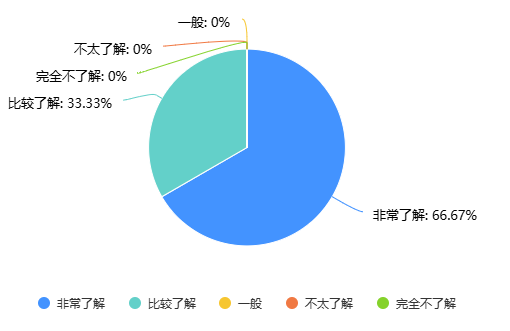 一般: 0%
不太了解: 0%
完全不了解: 0%
比较了解: 33.33%
非常了解: 66.67%
非常了解 比较了解 一般 不太了解 完全不了解